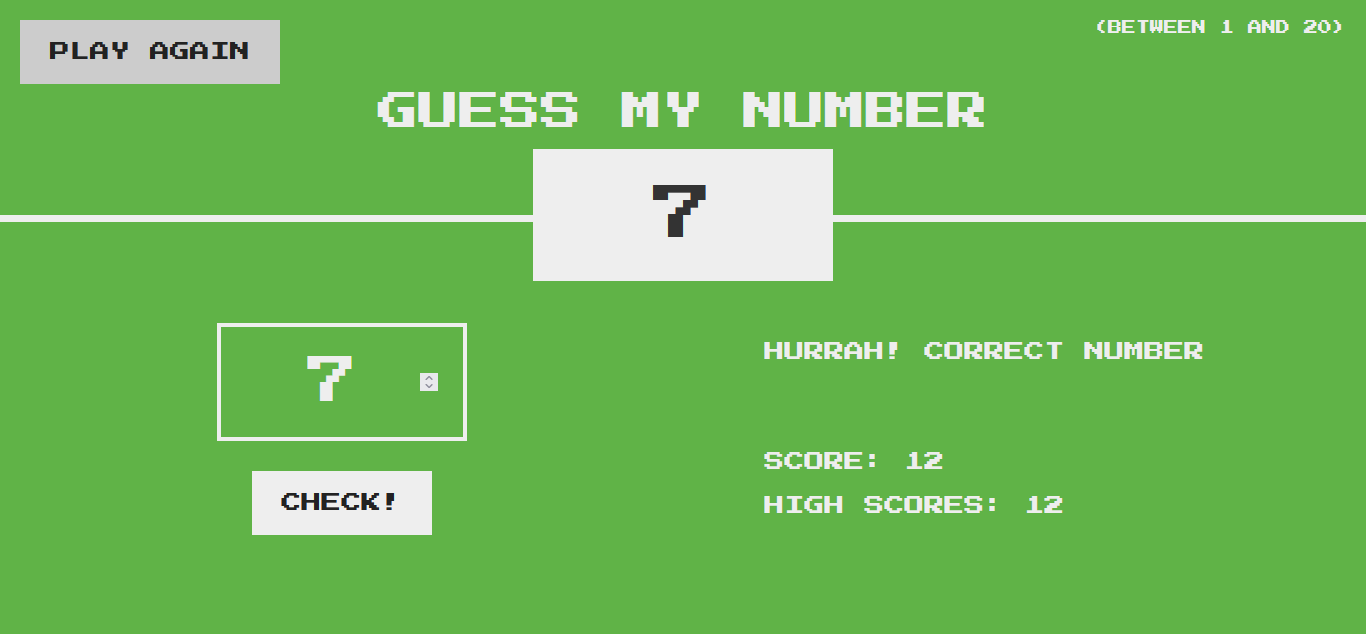 PLAY AGAIN
(BETWEEN 1 AND 20)
GUESS MY NUMBER
7
7
CHECK!
HURRAH! CORRECT NUMBER
SCORE: 12
HIGH SCORES: 12